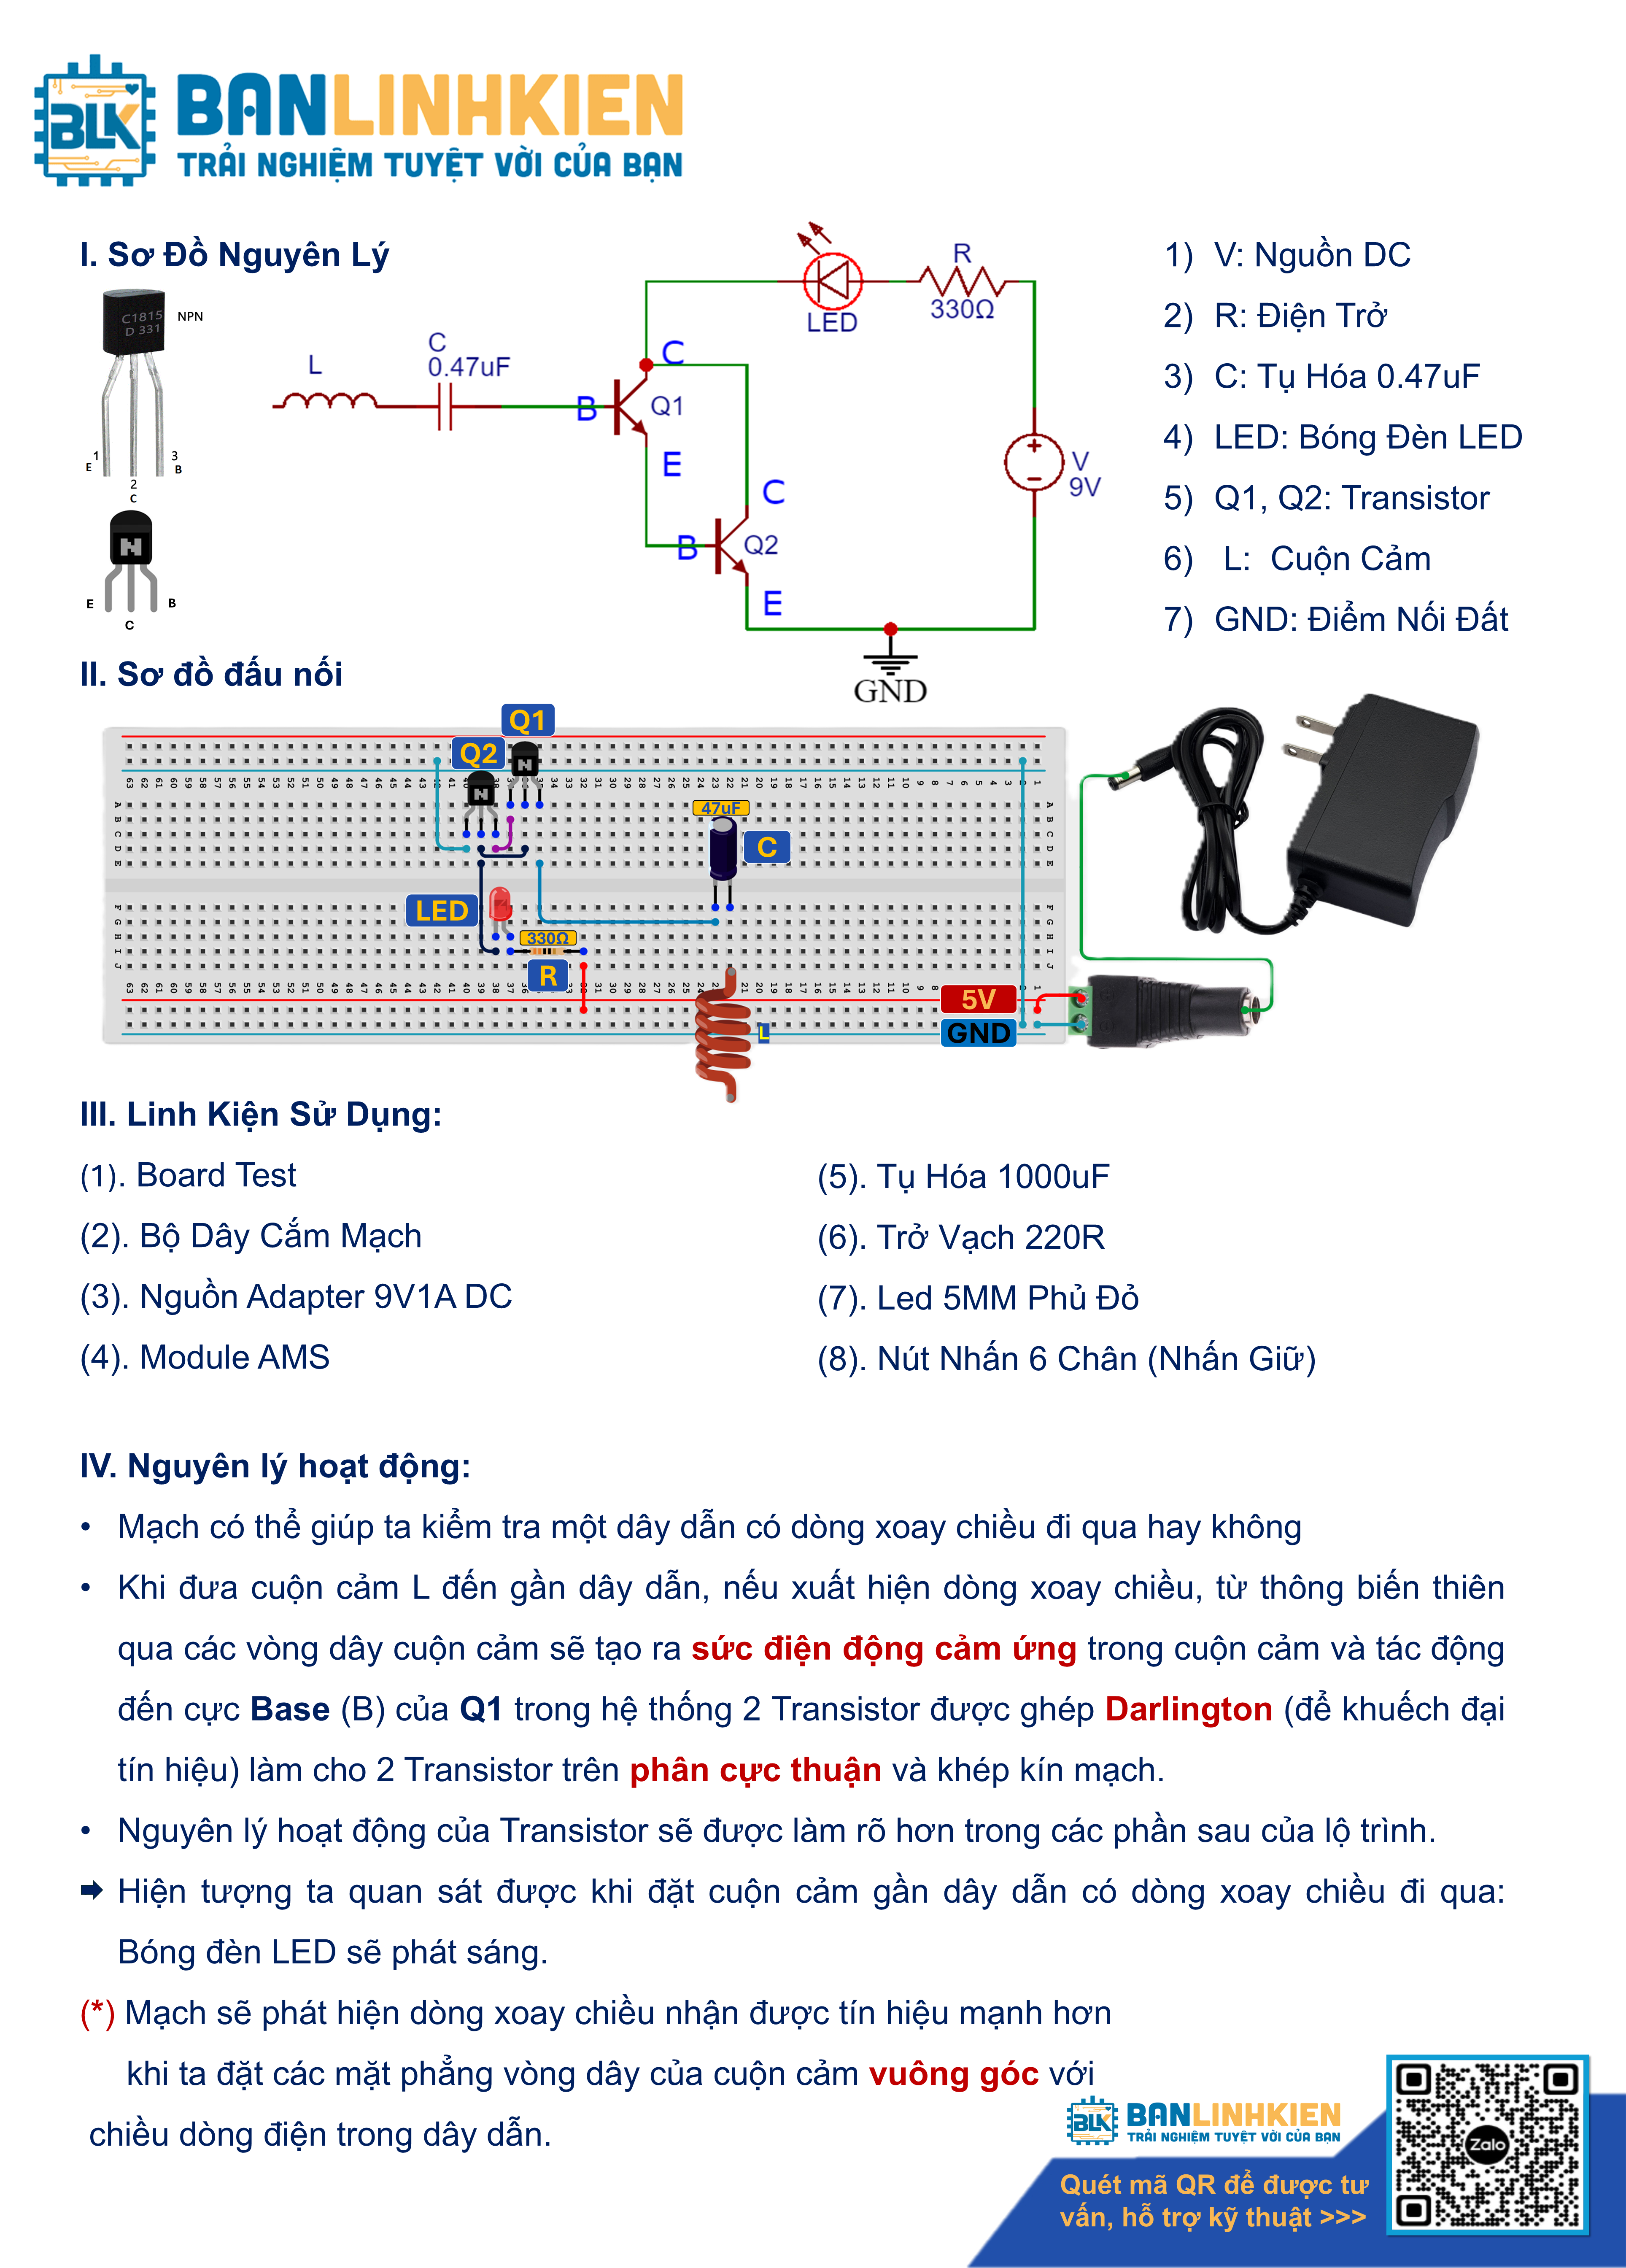 BLK
BANLINHKIEN
TRẢI NGHIỆM TUYỆT VỜI CỦA BẠN
I. Sơ Đồ Nguyên Lý
C1815
D 331
NPN
1
E
2
C
3
B
N
E
C
B
L
C
0.47uF
B
C
Q1
E
B
C
Q2
E
LED
R
330Ω
V
9V
GND
1) V: Nguồn DC
2) R: Điện Trở
3) C: Tụ Hóa 0.47uF
4) LED: Bóng Đèn LED
5) Q1, Q2: Transistor
6) L: Cuộn Cảm
7) GND: Điểm Nối Đất
II. Sơ đồ đấu nối
Q1
Q2
N
N
47uF
C
LED
330Ω
R
L
5V
GND
III. Linh Kiện Sử Dụng:
(1). Board Test
(2). Bộ Dây Cắm Mạch
(3). Nguồn Adapter 9V1A DC
(4). Module AMS
(5). Tụ Hóa 1000uF
(6). Trở Vạch 220R
(7). Led 5MM Phủ Đỏ
(8). Nút Nhấn 6 Chân (Nhấn Giữ)
IV. Nguyên lý hoạt động:
• Mạch có thể giúp ta kiểm tra một dây dẫn có dòng xoay chiều đi qua hay không
• Khi đưa cuộn cảm L đến gần dây dẫn, nếu xuất hiện dòng xoay chiều, từ thông biến thiên
qua các vòng dây cuộn cảm sẽ tạo ra sức điện động cảm ứng trong cuộn cảm và tác động
đến cực Base (B) của Q1 trong hệ thống 2 Transistor được ghép Darlington (để khuếch đại
tín hiệu) làm cho 2 Transistor trên phân cực thuận và khép kín mạch.
• Nguyên lý hoạt động của Transistor sẽ được làm rõ hơn trong các phần sau của lộ trình.
➡ Hiện tượng ta quan sát được khi đặt cuộn cảm gần dây dẫn có dòng xoay chiều đi qua:
Bóng đèn LED sẽ phát sáng.
(*) Mạch sẽ phát hiện dòng xoay chiều nhận được tín hiệu mạnh hơn
khi ta đặt các mặt phẳng vòng dây của cuộn cảm vuông góc với
chiều dòng điện trong dây dẫn.
BLK
BANLINHKIEN
TRẢI NGHIỆM TUYỆT VỜI CỦA BẠN
Quét mã QR để được tư
vấn, hỗ trợ kỹ thuật >>>
Zalo